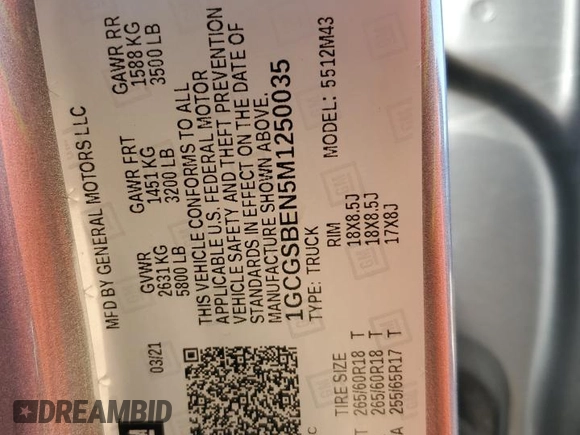 MFD BY GENERAL MOTORS LLC
03/21
GVWR
2631 KG
5800 LB
GAWR FRT
1451 KG
3200 LB
GAWR RR
1588 KG
3500 LB
THIS VEHICLE CONFORMS TO ALL
APPLICABLE U.S. FEDERAL MOTOR
VEHICLE SAFETY AND THEFT PREVENTION
STANDARDS IN EFFECT ON THE DATE OF
MANUFACTURE SHOWN ABOVE.
1GCGSBEN5M1250035
TYPE: TRUCK
MODEL: 5512M43
TIRE SIZE
RIM
T 265/60R18 T
18X8.5J
T 265/60R18 T
18X8.5J
A 255/65R17 T
17X8J
DREAMBID